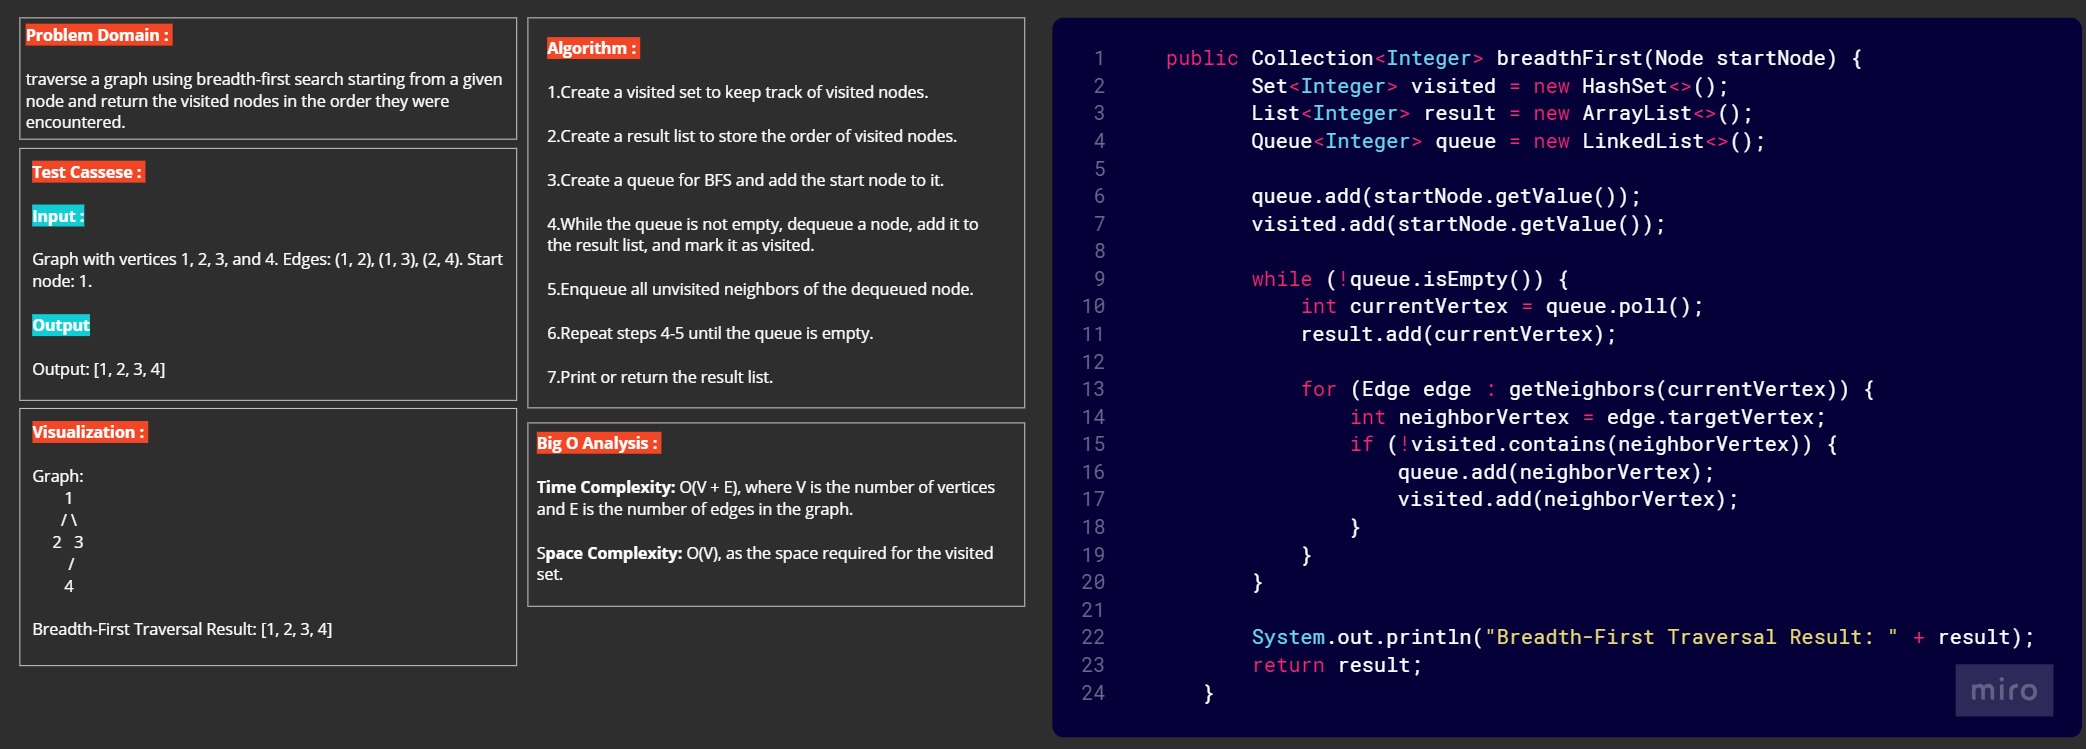 Problem Domain :
traverse a graph using breadth-first search starting from a given
node and return the visited nodes in the order they were
encountered.
Test Cassese :
Input :
Graph with vertices 1, 2, 3, and 4. Edges: (1, 2), (1, 3), (2, 4). Start
node: 1.
Output
Output: [1, 2, 3, 4]
Visualization :
Graph:
1
/ \
2 3
/
4
Breadth-First Traversal Result: [1, 2, 3, 4]
Algorithm :
1.Create a visited set to keep track of visited nodes.
2.Create a result list to store the order of visited nodes.
3.Create a queue for BFS and add the start node to it.
4.While the queue is not empty, dequeue a node, add it to
the result list, and mark it as visited.
5.Enqueue all unvisited neighbors of the dequeued node.
6.Repeat steps 4-5 until the queue is empty.
7.Print or return the result list.
Big O Analysis :
Time Complexity: O(V + E), where V is the number of vertices
and E is the number of edges in the graph.
Space Complexity: O(V), as the space required for the visited
set.
1 public Collection<Integer> breadthFirst(Node startNode) {
2 Set<Integer> visited = new HashSet<>();
3 List<Integer> result = new ArrayList<>();
4 Queue<Integer> queue = new LinkedList<>();
5
6 queue.add(startNode.getValue());
7 visited.add(startNode.getValue());
8
9 while (!queue.isEmpty()) {
10 int currentVertex = queue.poll();
11 result.add(currentVertex);
12
13 for (Edge edge : getNeighbors(currentVertex)) {
14 int neighborVertex = edge.targetVertex;
15 if (!visited.contains(neighborVertex)) {
16 queue.add(neighborVertex);
17 visited.add(neighborVertex);
18 }
19 }
20 }
21
22 System.out.println("Breadth-First Traversal Result: " + result);
23 return result;
24 }
miro